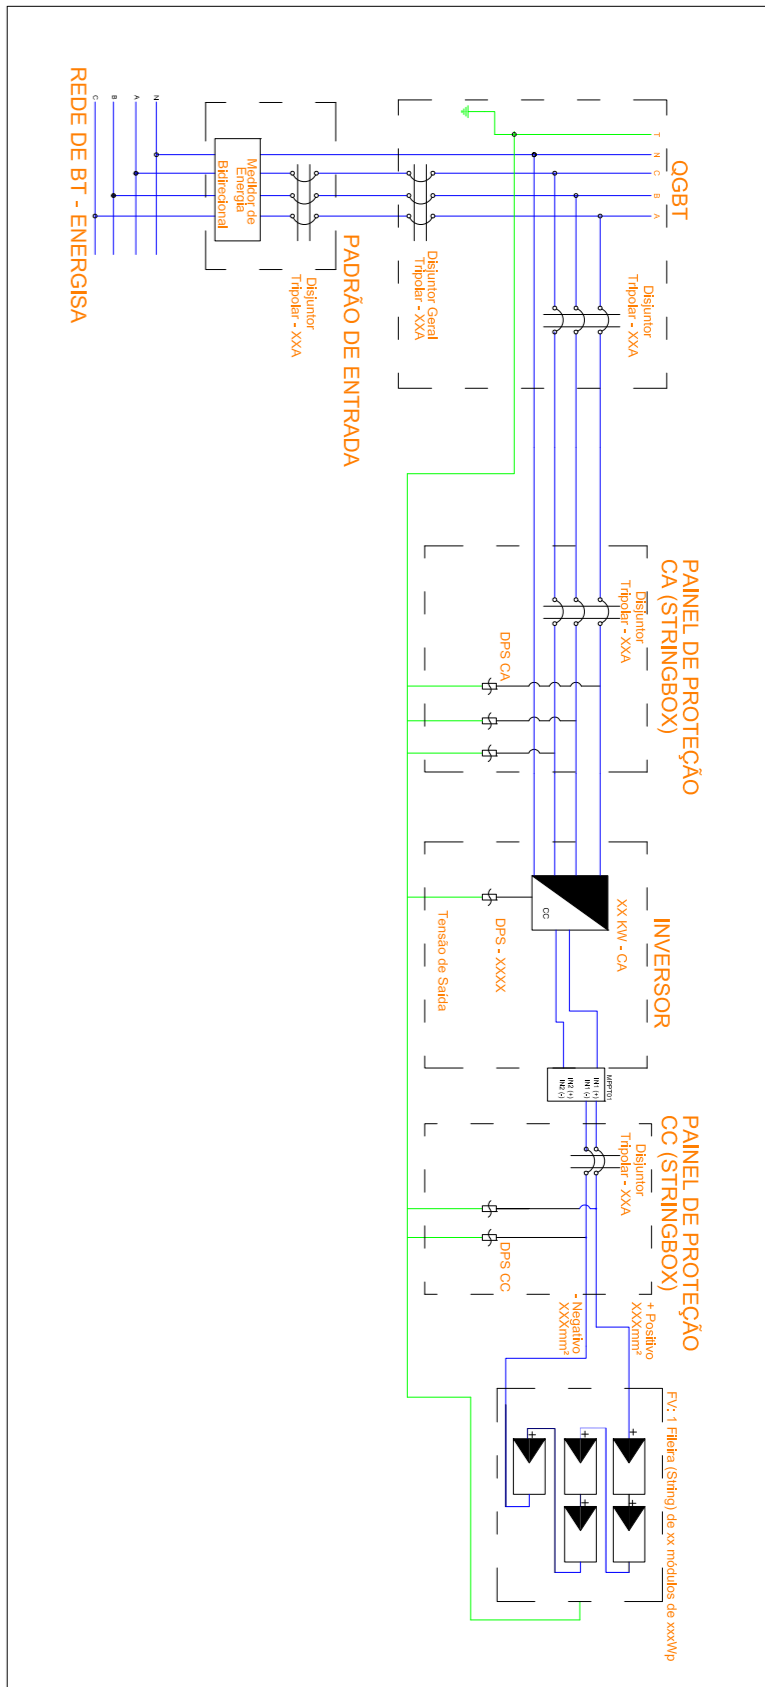 REDE DE BT - ENERGISA
C
B
A
N
Medidor de
Energia
Bidirecional
Disjuntor
Tripolar - XXA
PADRÃO DE ENTRADA
Disjuntor Geral
Tripolar - XXA
QGBT
T
N
C
B
A
Disjuntor
Tripolar - XXA
PAINEL DE PROTEÇÃO
CA (STRINGBOX)
Disjuntor
Tripolar - XXA
DPS CA
INVERSOR
XX KW - CA
CC
DPS - XXXX
Tensão de Saída
MPPT01
IN1 (+)
IN1 (-)
IN2 (+)
IN2 (-)
PAINEL DE PROTEÇÃO
CC (STRINGBOX)
Disjuntor
Tripolar - XXA
DPS CC
+ Positivo
XXXmm²
- Negativo
XXXmm²
FV: 1 Fileira (String) de xx módulos de xxxWp
+
+
+
+
+